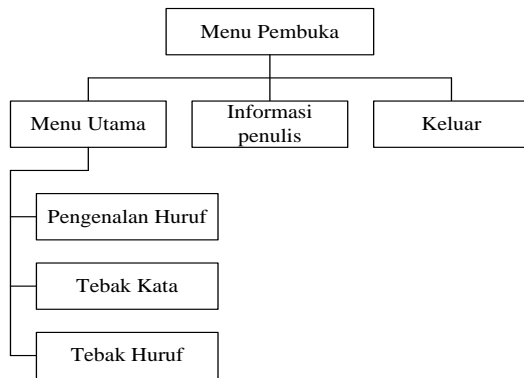 Menu Pembuka
Menu Utama
Informasi
penulis
Keluar
Pengenalan Huruf
Tebak Kata
Tebak Huruf